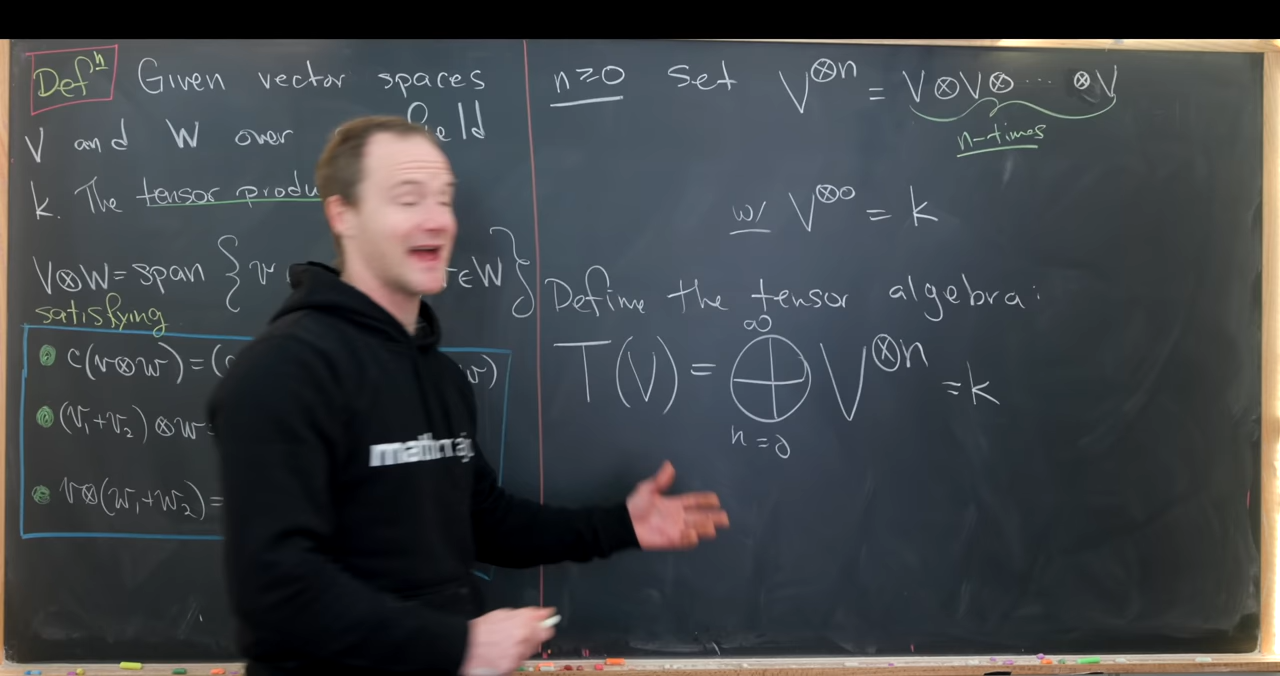 Defⁿ Given vector spaces
V and W over field
k. The tensor produ
V⊗W = span { v ∈W }
satisfying
c(v⊗w) = ( w)
(v₁+v₂)⊗w =
v⊗(w₁+w₂) =
n≥0 Set V^{⊗n} = V⊗V⊗ ⋯ ⊗V
n-times
w/ V^{⊗0} = k
Define the tensor algebra:
T(V) = ⊕_{n=0}^{∞} V^{⊗n} = k